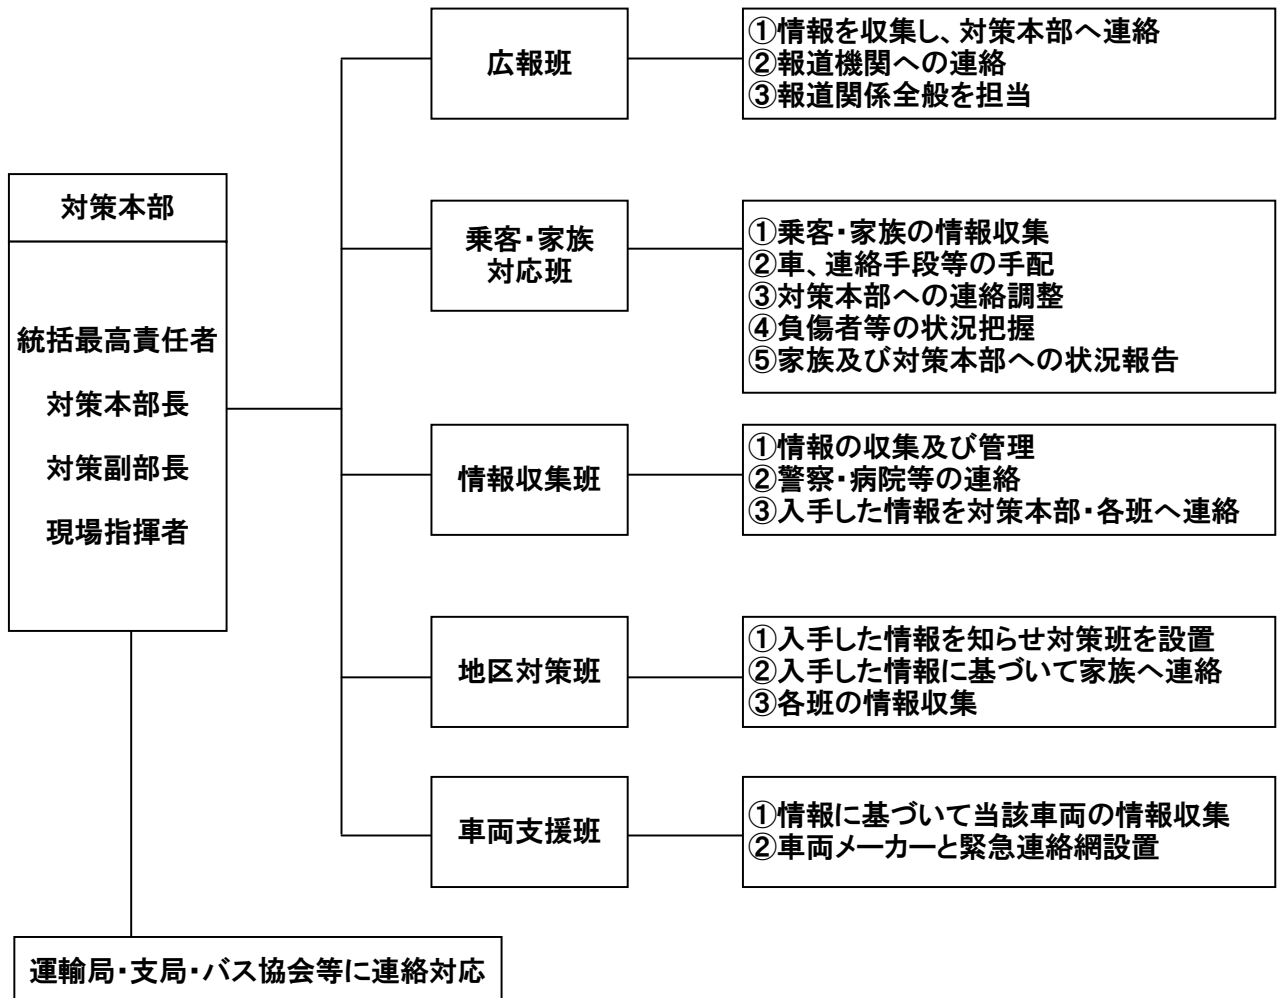 対策本部
統括最高責任者
対策本部長
対策副部長
現場指揮者
広報班
①情報を収集し、対策本部へ連絡
②報道機関への連絡
③報道関係全般を担当
乗客・家族
対応班
①乗客・家族の情報収集
②車、連絡手段等の手配
③対策本部への連絡調整
④負傷者等の状況把握
⑤家族及び対策本部への状況報告
情報収集班
①情報の収集及び管理
②警察・病院等の連絡
③入手した情報を対策本部・各班へ連絡
地区対策班
①入手した情報を知らせ対策班を設置
②入手した情報に基づいて家族へ連絡
③各班の情報収集
車両支援班
①情報に基づいて当該車両の情報収集
②車両メーカーと緊急連絡網設置
運輸局・支局・バス協会等に連絡対応